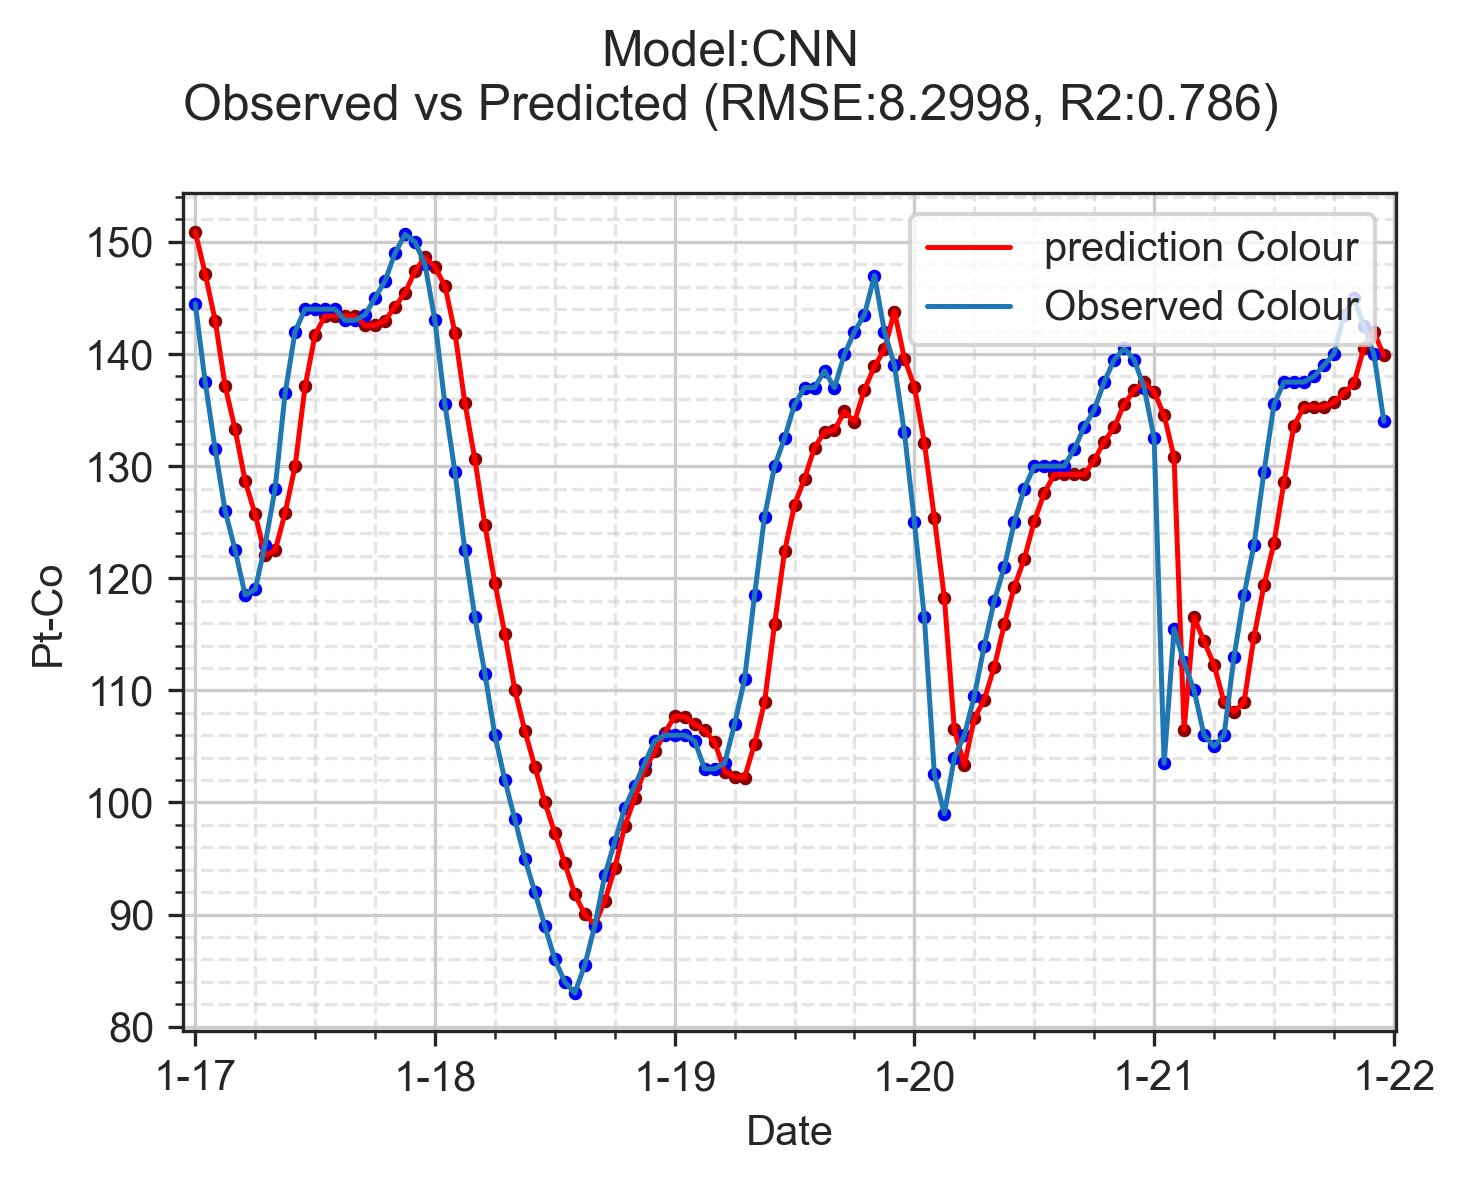 Model:CNN
Observed vs Predicted (RMSE:8.2998, R2:0.786)
prediction Colour
Observed Colour
150
140
130
120
110
100
90
80
Pt-Co
1-17 1-18 1-19 1-20 1-21 1-22
Date